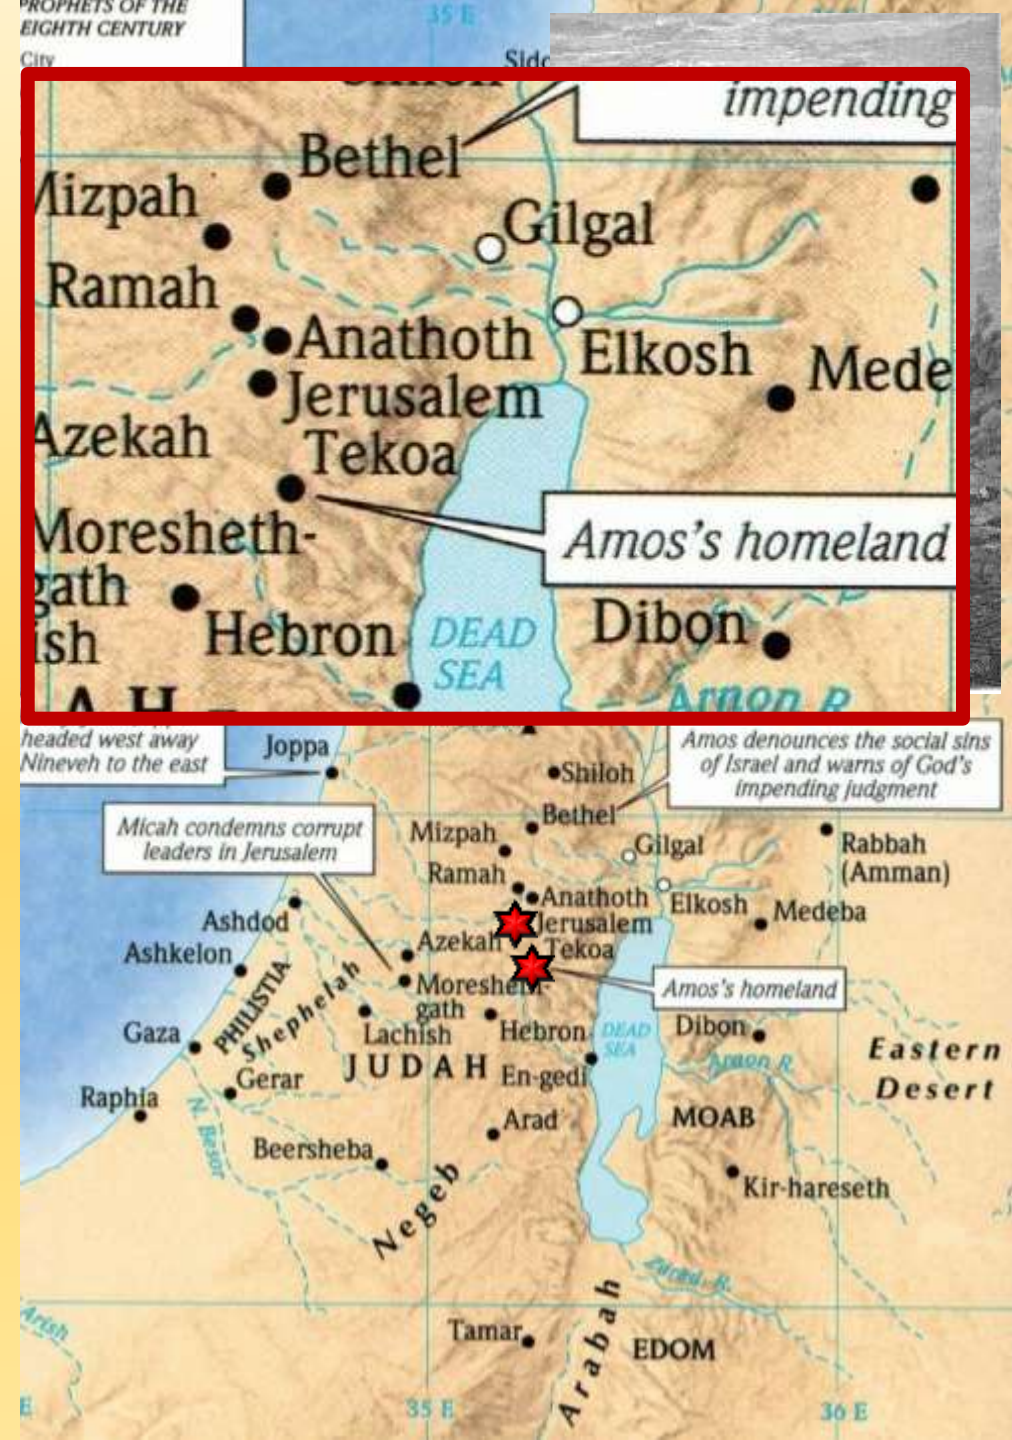 PROPHETS OF THE
EIGHTH CENTURY
City
35 E
impending
Bethel
Mizpah
Gilgal
Ramah
Anathoth
Elkosh
Mede
Jerusalem
Azekah
Tekoa
Moresheth-
gath
Amos's homeland
ish
Hebron
DEAD
SEA
Dibon
Arnon R
A H
headed west away
Nineveh to the east
Joppa
Shiloh
Amos denounces the social sins
of Israel and warns of God's
impending judgment
Bethel
Micah condemns corrupt
leaders in Jerusalem
Mizpah
Gilgal
Rabbah
(Amman)
Ramah
Anathoth
Elkosh
Medeba
Ashdod
Jerusalem
Azekah
Tekoa
Ashkelon
PHILISTIA
Shephelah
Moresheth-
gath
Amos's homeland
Gaza
Lachish
Hebron
DEAD
SEA
Dibon
Eastern
Desert
JUDAH
En-gedi
Arnon R.
Gerar
Raphia
N. Besor
Arad
MOAB
Beersheba
Kir-hareseth
Negeb
Zered. R.
Arish
Tamar
Arabah
EDOM
E
35 E
36 E